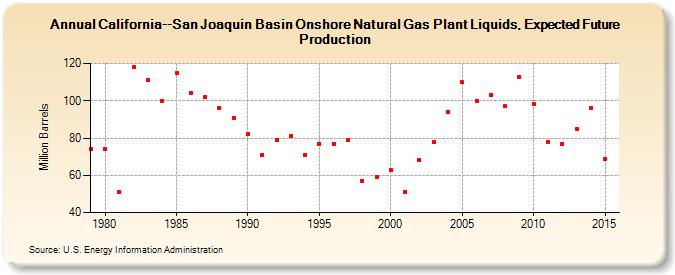 Annual California--San Joaquin Basin Onshore Natural Gas Plant Liquids, Expected Future
Production
Million Barrels
120
100
80
60
40
1980 1985 1990 1995 2000 2005 2010 2015
Source: U.S. Energy Information Administration